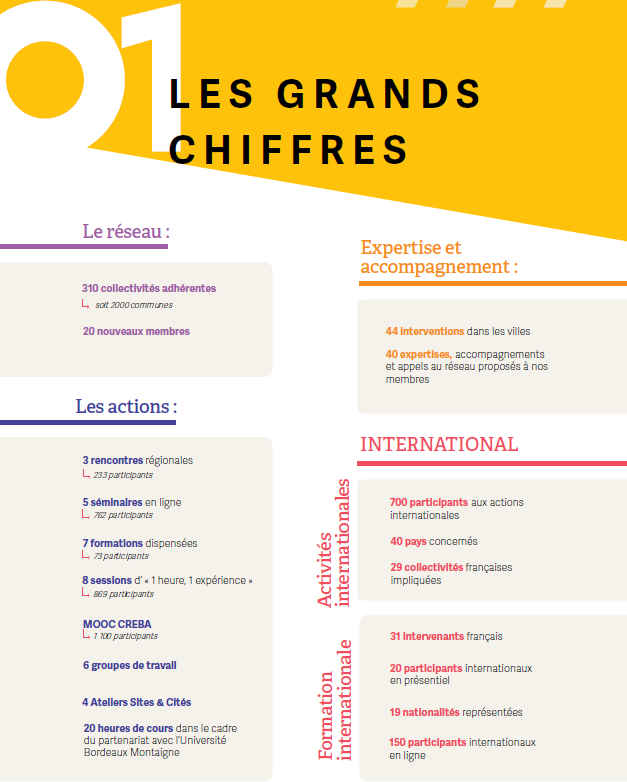 01
LES GRANDS
CHIFFRES
Le réseau :
310 collectivités adhérentes
soit 2000 communes
20 nouveaux membres
Les actions :
3 rencontres régionales
233 participants
5 séminaires en ligne
762 participants
7 formations dispensées
73 participants
8 sessions d' « 1 heure, 1 expérience »
869 participants
MOOC CREBA
1 100 participants
6 groupes de travail
4 Ateliers Sites & Cités
20 heures de cours dans le cadre
du partenariat avec l'Université
Bordeaux Montaigne
Expertise et
accompagnement :
44 interventions dans les villes
40 expertises, accompagnements
et appels au réseau proposés à nos
membres
INTERNATIONAL
Activités
internationales
700 participants aux actions
internationales
40 pays concernés
29 collectivités françaises
impliquées
Formation
internationale
31 intervenants français
20 participants internationaux
en présentiel
19 nationalités représentées
150 participants internationaux
en ligne